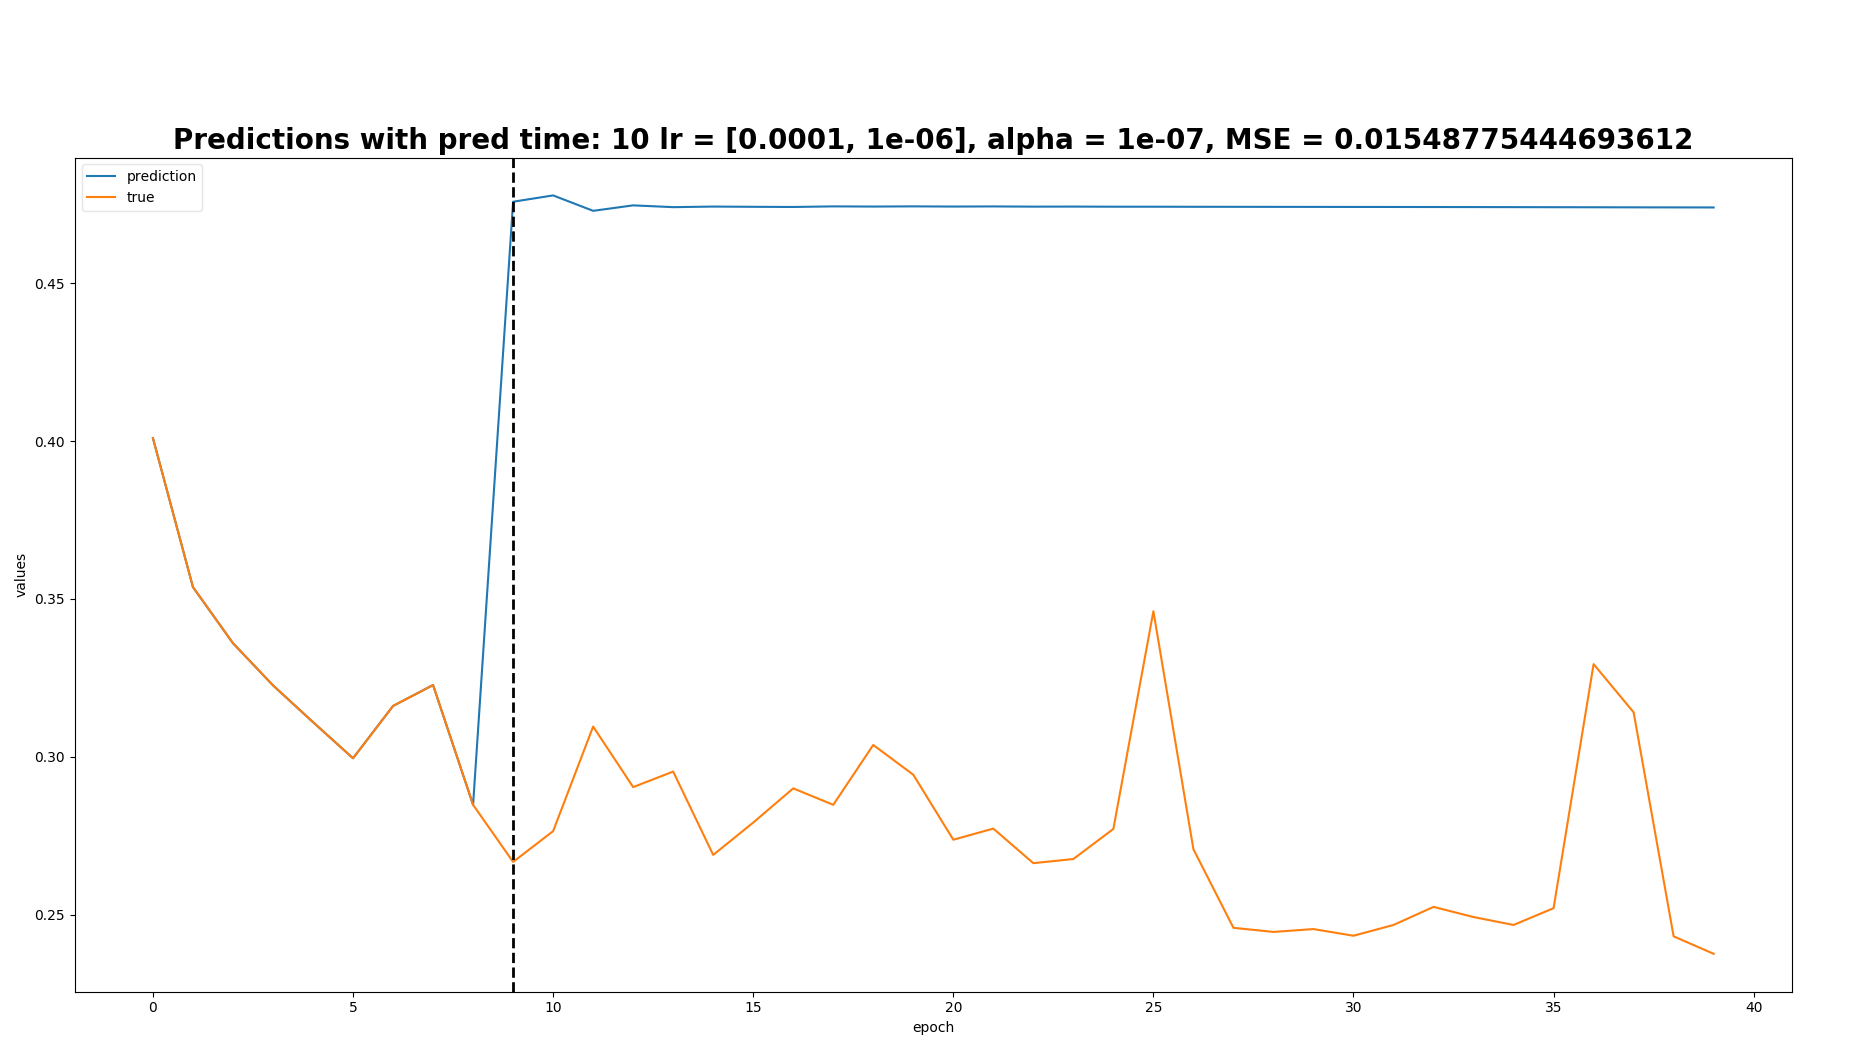 Predictions with pred time: 10 lr = [0.0001, 1e-06], alpha = 1e-07, MSE = 0.01548775444693612
prediction
true
0.45
0.40
0.35
0.30
0.25
values
0 5 10 15 20 25 30 35 40
epoch